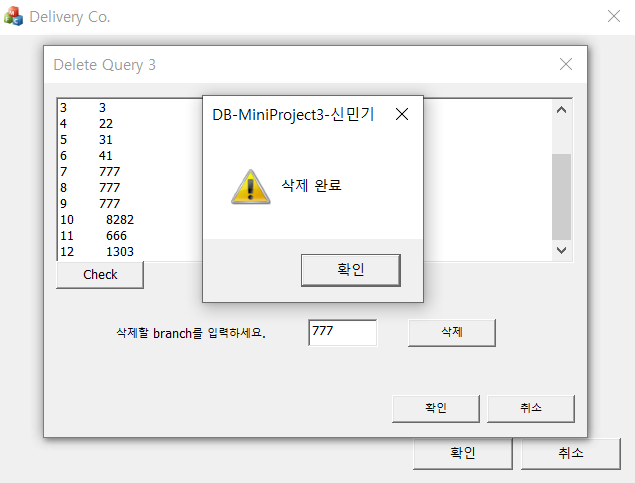 Delivery Co.
Delete Query 3
DB-MiniProject3-신민기
3 3
4 22
5 31
6 41
7 777
8 777
9 777
10 8282
11 666
12 1303
삭제 완료
확인
Check
삭제할 branch를 입력하세요.
777
삭제
확인
취소
확인
취소